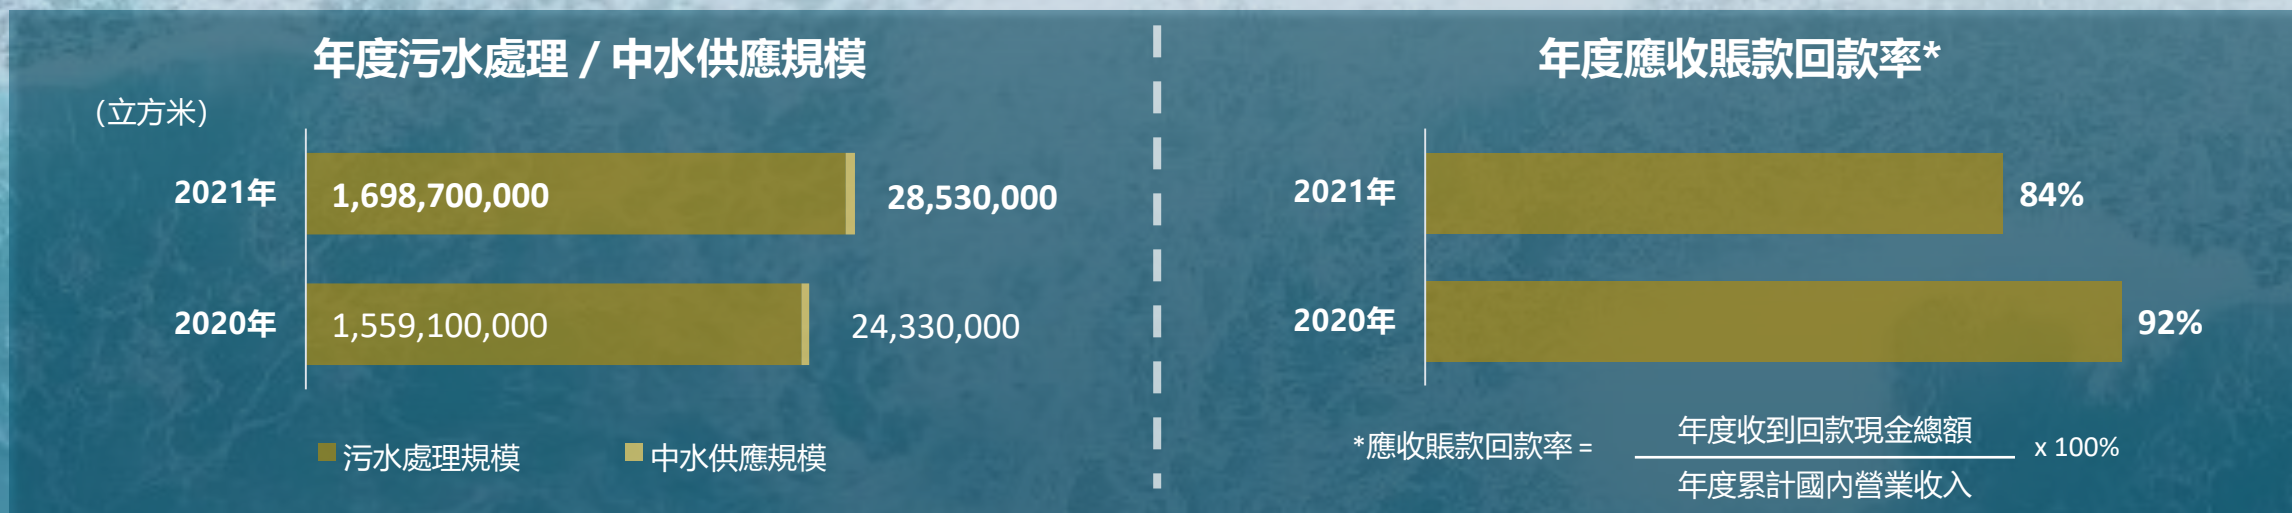 年度污水處理 / 中水供應規模
（立方米）
2021年 1,698,700,000 28,530,000
2020年 1,559,100,000 24,330,000
污水處理規模 中水供應規模
年度應收賬款回款率*
2021年 84%
2020年 92%
年度收到回款現金總額
*應收賬款回款率 = x 100%
年度累計國內營業收入